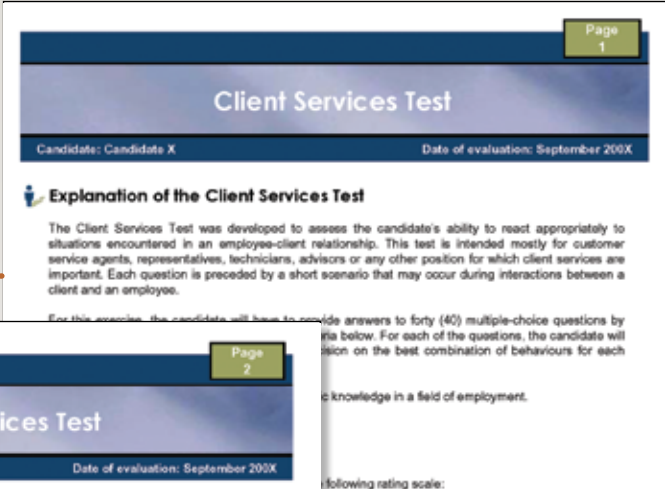 Page
1
Client Services Test
Candidate: Candidate X
Date of evaluation: September 200X
Explanation of the Client Services Test
The Client Services Test was developed to assess the candidate's ability to react appropriately to
situations encountered in an employee-client relationship. This test is intended mostly for customer
service agents, representatives, technicians, advisors or any other position for which client services are
important. Each question is preceded by a short scenario that may occur during interactions between a
client and an employee.
For this exercise, the candidate will have to provide answers to forty (40) multiple-choice questions by
ria below. For each of the questions, the candidate will
ision on the best combination of behaviours for each
c knowledge in a field of employment.
following rating scale:
Page
2
ices Test
Date of evaluation: September 200X